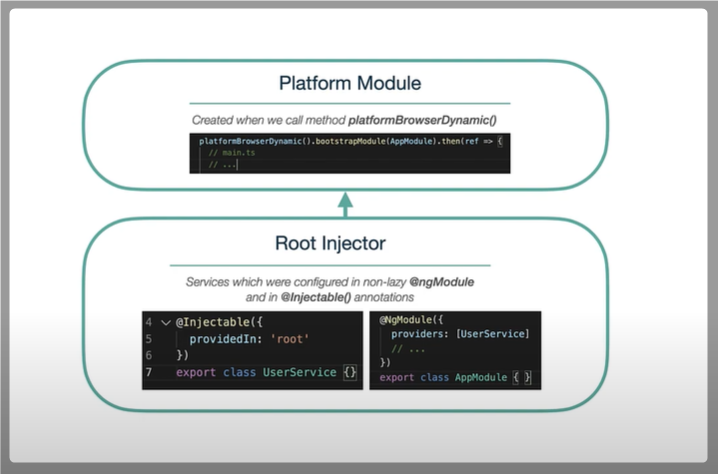 Platform Module
Created when we call method platformBrowserDynamic()
platformBrowserDynamic().bootstrapModule(AppModule).then(ref => {
// main.ts
// ...
Root Injector
Services which were configured in non-lazy @ngModule
and in @Injectable() annotations
4 @Injectable({
5 providedIn: 'root'
6 })
7 export class UserService {}
@NgModule({
providers: [UserService]
// ...
})
export class AppModule { }